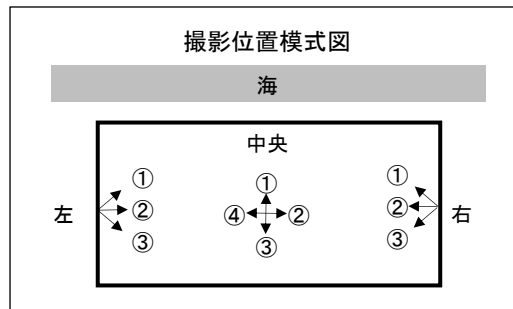 撮影位置模式図
海
中央
① ① ①
左 ② ④ ② ② 右
③ ③ ③